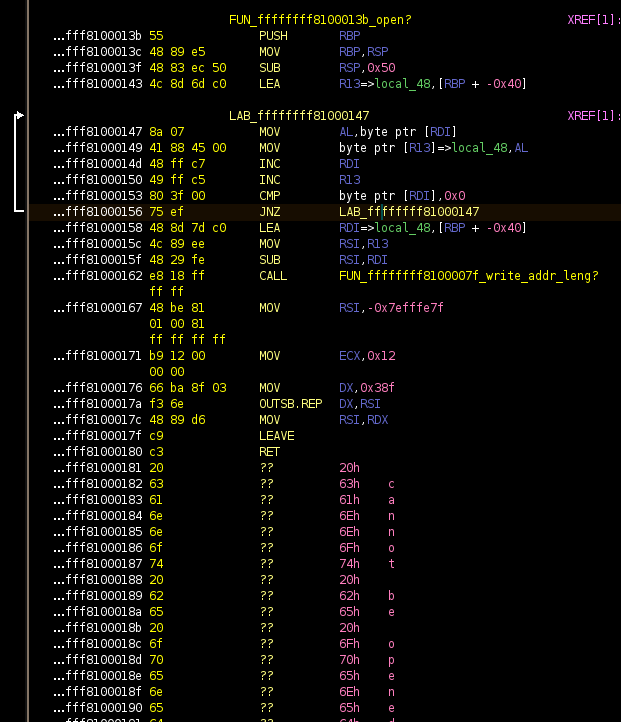 FUN_ffffffff8100013b_open? XREF[1]:
...fff8100013b 55 PUSH RBP
...fff8100013c 48 89 e5 MOV RBP,RSP
...fff8100013f 48 83 ec 50 SUB RSP,0x50
...fff81000143 4c 8d 6d c0 LEA R13=>local_48,[RBP + -0x40]
LAB_ffffffff81000147 XREF[1]:
...fff81000147 8a 07 MOV AL,byte ptr [RDI]
...fff81000149 41 88 45 00 MOV byte ptr [R13]=>local_48,AL
...fff8100014d 48 ff c7 INC RDI
...fff81000150 49 ff c5 INC R13
...fff81000153 80 3f 00 CMP byte ptr [RDI],0x0
...fff81000156 75 ef JNZ LAB_ffffffff81000147
...fff81000158 48 8d 7d c0 LEA RDI=>local_48,[RBP + -0x40]
...fff8100015c 4c 89 ee MOV RSI,R13
...fff8100015f 48 29 fe SUB RSI,RDI
...fff81000162 e8 18 ff CALL FUN_ffffffff8100007f_write_addr_leng?
ff ff
...fff81000167 48 be 81 MOV RSI,-0x7efffe7f
01 00 81
ff ff ff ff
...fff81000171 b9 12 00 MOV ECX,0x12
00 00
...fff81000176 66 ba 8f 03 MOV DX,0x38f
...fff8100017a f3 6e OUTSB.REP DX,RSI
...fff8100017c 48 89 d6 MOV RSI,RDX
...fff8100017f c9 LEAVE
...fff81000180 c3 RET
...fff81000181 20 ?? 20h
...fff81000182 63 ?? 63h c
...fff81000183 61 ?? 61h a
...fff81000184 6e ?? 6Eh n
...fff81000185 6e ?? 6Eh n
...fff81000186 6f ?? 6Fh o
...fff81000187 74 ?? 74h t
...fff81000188 20 ?? 20h
...fff81000189 62 ?? 62h b
...fff8100018a 65 ?? 65h e
...fff8100018b 20 ?? 20h
...fff8100018c 6f ?? 6Fh o
...fff8100018d 70 ?? 70h p
...fff8100018e 65 ?? 65h e
...fff8100018f 6e ?? 6Eh n
...fff81000190 65 ?? 65h e